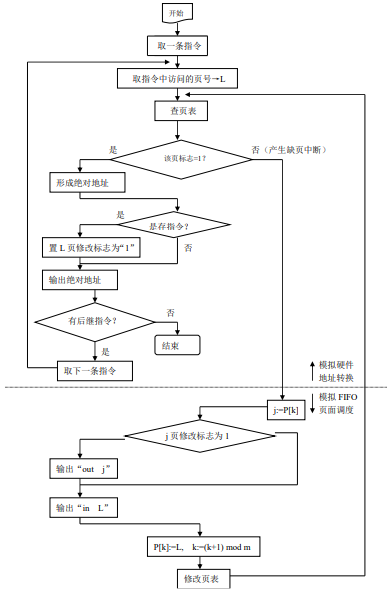 开始
取一条指令
取指令中访问的页号→L
查页表
是
否（产生缺页中断）
该页标志=1？
形成绝对地址
是
是存指令？
置 L 页修改标志为“1”
否
输出绝对地址
有后继指令？
否
结束
是
取下一条指令
模拟硬件
地址转换
j:=P[k]
模拟 FIFO
页面调度
j 页修改标志为 1
输出“out j”
输出“in L”
P[k]:=L, k:=(k+1) mod m
修改页表